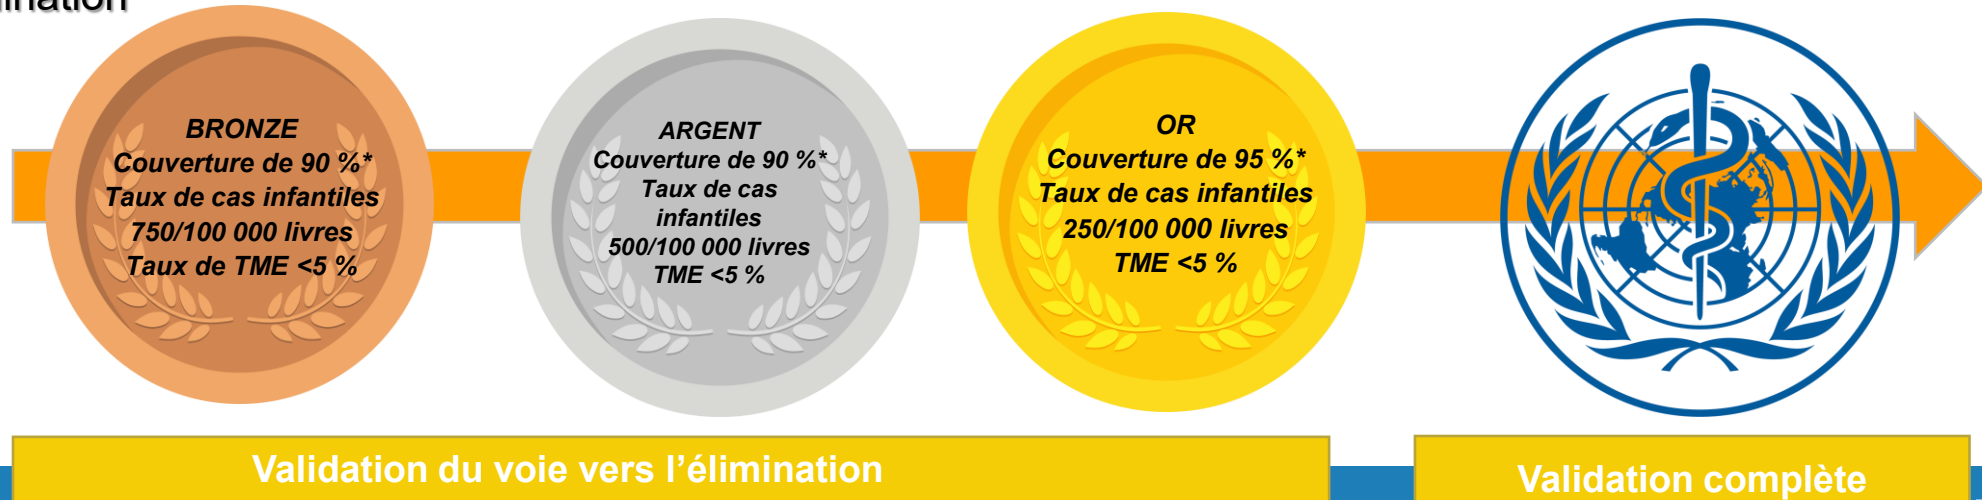 BRONZE
Couverture de 90 %*
Taux de cas infantiles
750/100 000 livres
Taux de TME <5 %
ARGENT
Couverture de 90 %*
Taux de cas
infantiles
500/100 000 livres
TME <5 %
OR
Couverture de 95 %*
Taux de cas infantiles
250/100 000 livres
TME <5 %
Validation du voie vers l'élimination
Validation complète